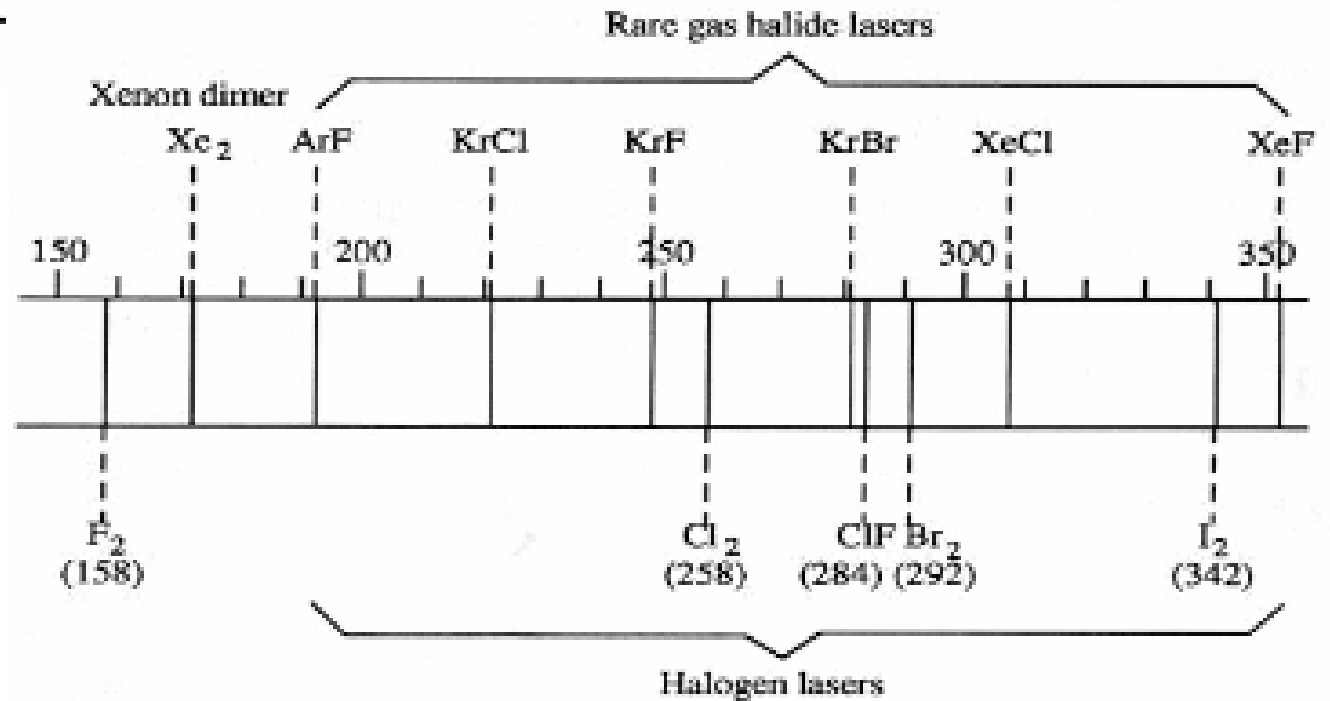 Rare gas halide lasers
Xenon dimer
Xe2 ArF KrCl KrF KrBr XeCl XeF
150 200 250 300 350
F2 Cl2 ClF Br2 I2
(158) (258) (284) (292) (342)
Halogen lasers